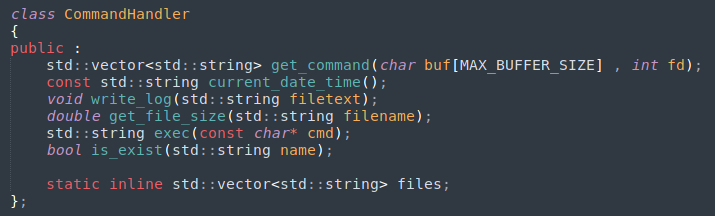 class CommandHandler
{
public :
    std::vector<std::string> get_command(char buf[MAX_BUFFER_SIZE] , int fd);
    const std::string current_date_time();
    void write_log(std::string filetext);
    double get_file_size(std::string filename);
    std::string exec(const char* cmd);
    bool is_exist(std::string name);

    static inline std::vector<std::string> files;
};